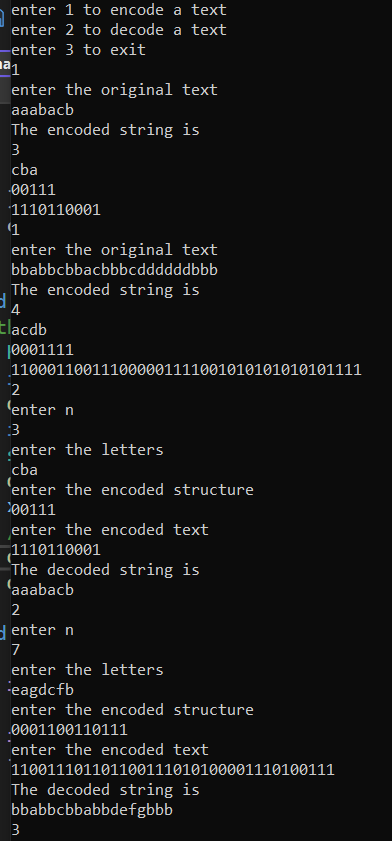 enter 1 to encode a text
enter 2 to decode a text
enter 3 to exit
1
enter the original text
aaabacb
The encoded string is
3
cba
00111
1110110001
1
enter the original text
bbabbcbbacbbbcddddddbbb
The encoded string is
4
acdb
0001111
1100011001110000011111001010101010101111
2
enter n
3
enter the letters
cba
enter the encoded structure
00111
enter the encoded text
1110110001
The decoded string is
aaabacb
2
enter n
7
enter the letters
eagdcfb
enter the encoded structure
0001100110111
enter the encoded text
1100111011011001110101000001110100111
The decoded string is
bbabbcbbabbdefgbbb
3